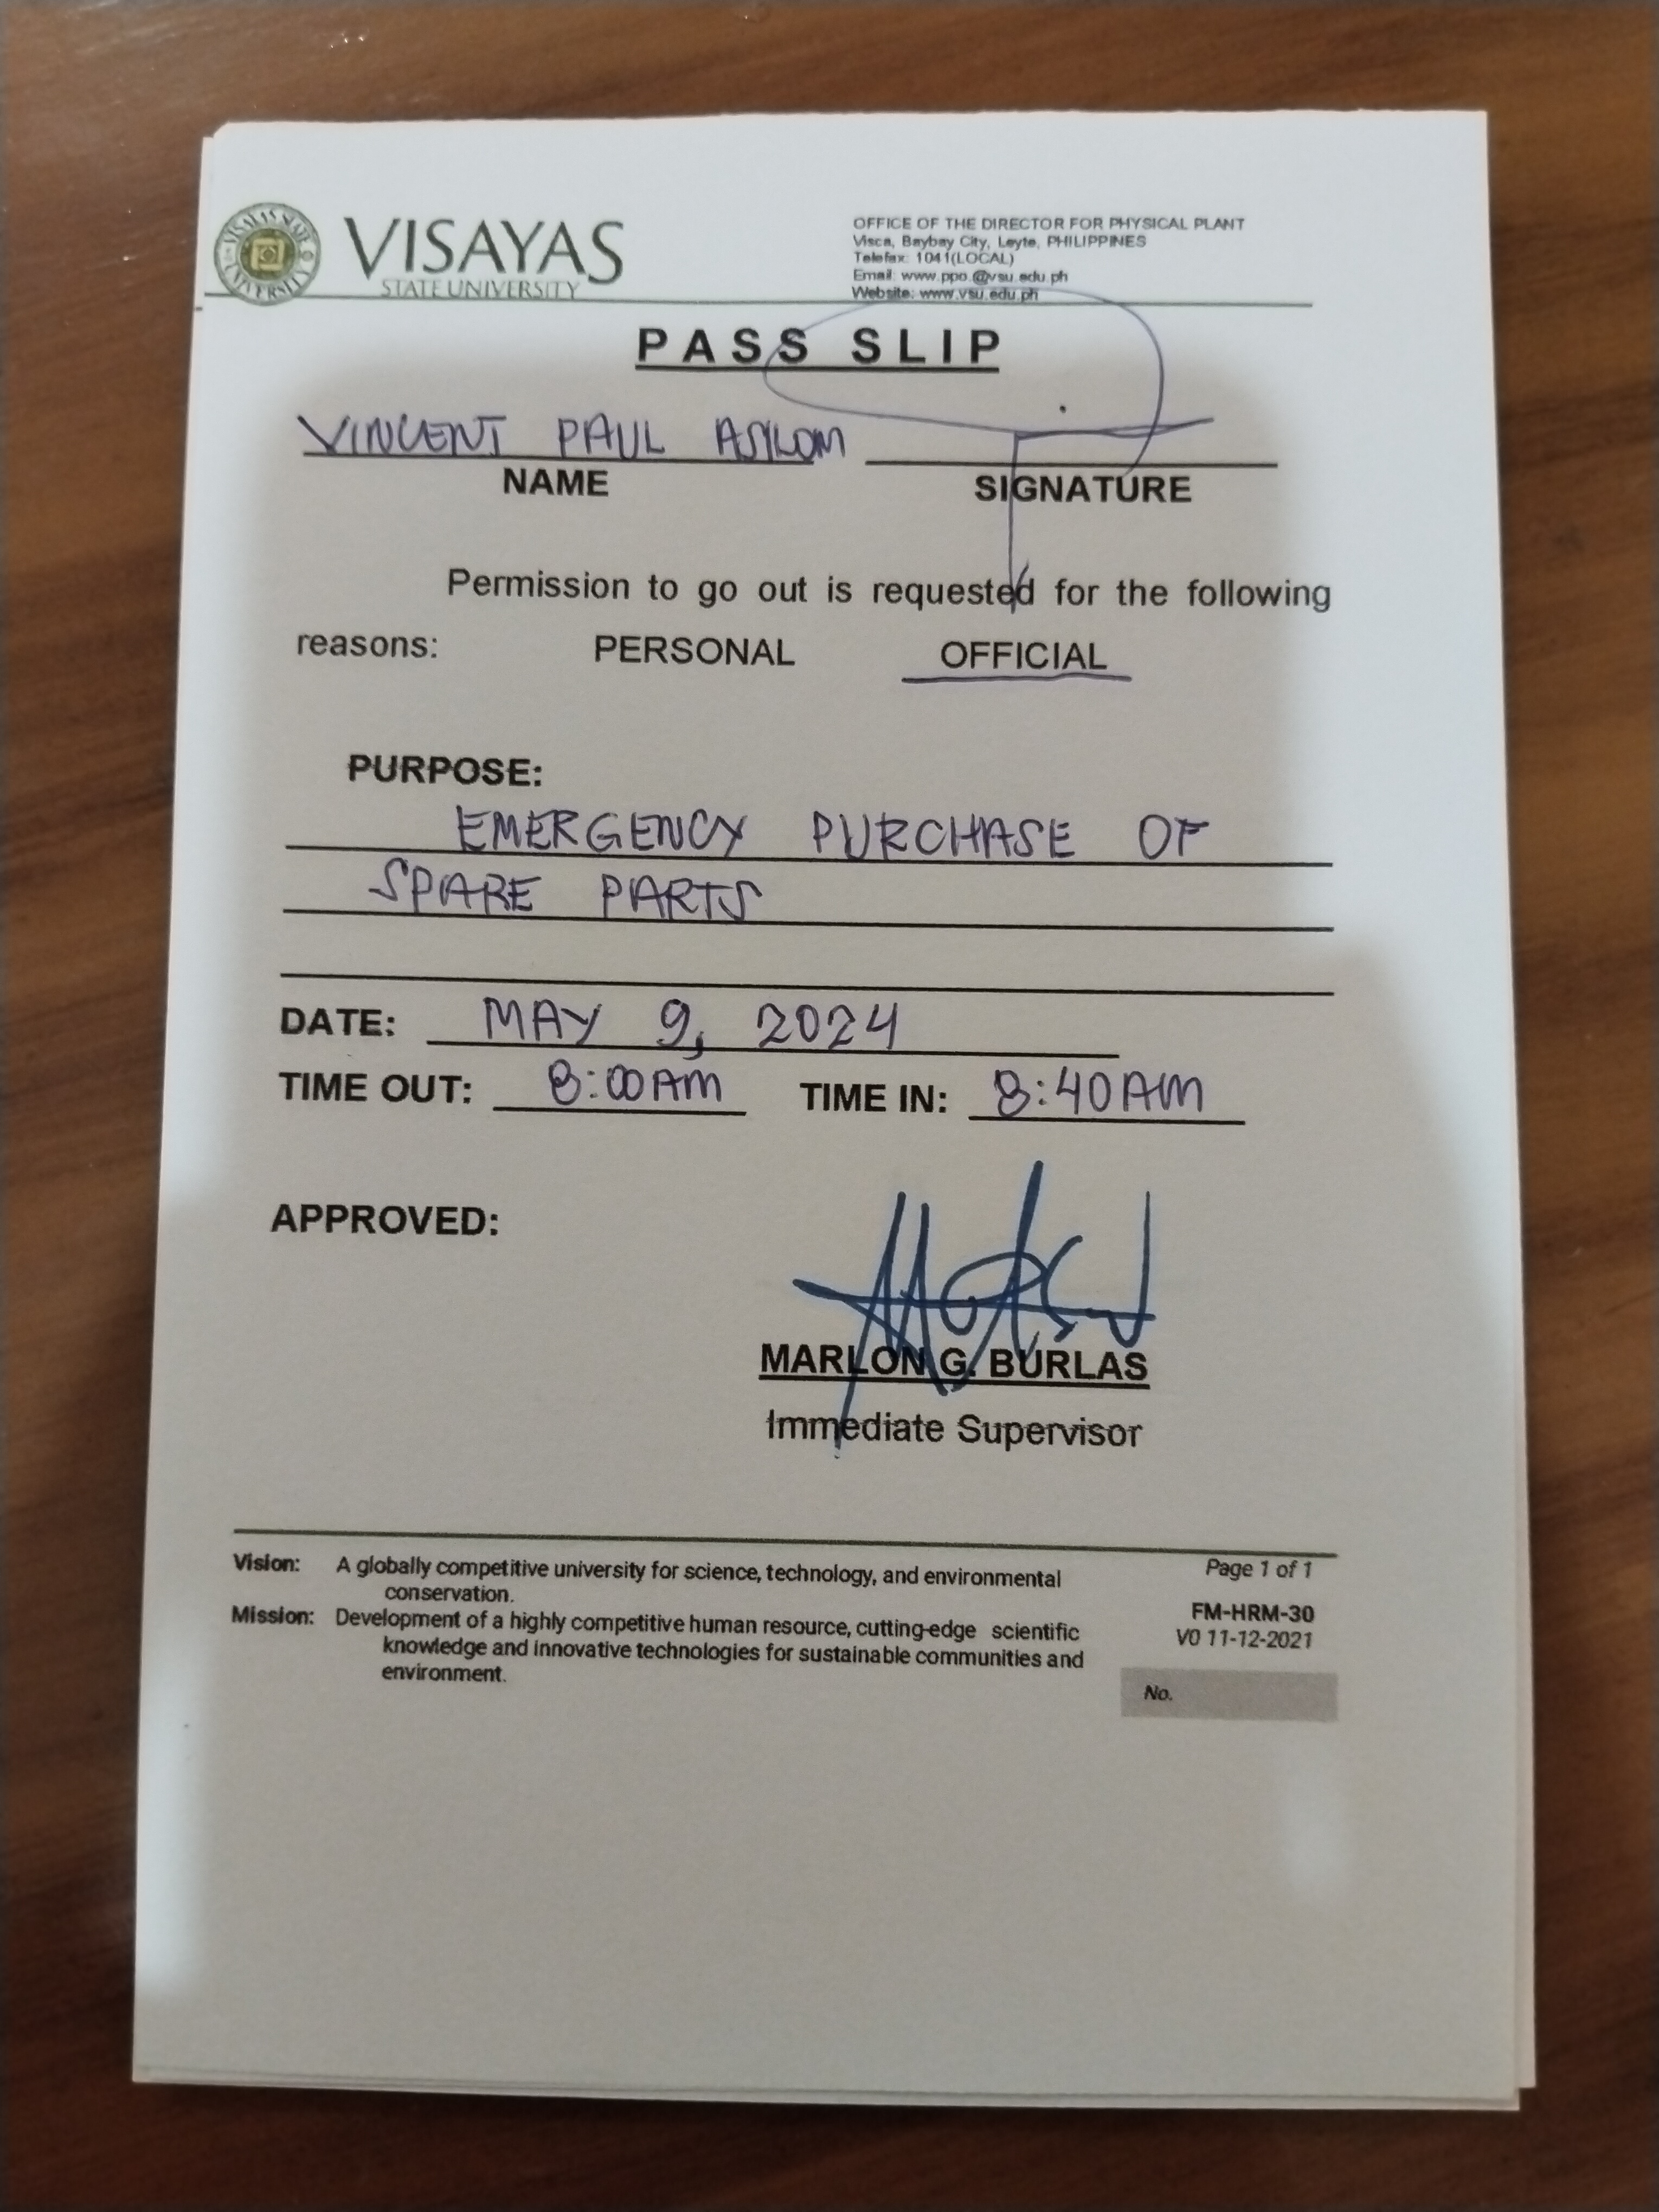 VISAYAS
STATE UNIVERSITY
OFFICE OF THE DIRECTOR FOR PHYSICAL PLANT
Visca, Baybay City, Leyte, PHILIPPINES
Telefax: 1041(LOCAL)
Email: www.ppo.@vsu.edu.ph
Website: www.vsu.edu.ph
PASS SLIP
VINCENT PAUL ASILOM
NAME SIGNATURE
Permission to go out is requested for the following
reasons: PERSONAL OFFICIAL
PURPOSE:
EMERGENCY PURCHASE OF
SPARE PARTS
DATE: MAY 9, 2024
TIME OUT: 8:00AM TIME IN: 8:40AM
APPROVED:
MARLON G. BURLAS
Immediate Supervisor
Vision: A globally competitive university for science, technology, and environmental
conservation.
Mission: Development of a highly competitive human resource, cutting-edge scientific
knowledge and innovative technologies for sustainable communities and
environment.
Page 1 of 1
FM-HRM-30
V0 11-12-2021
No.